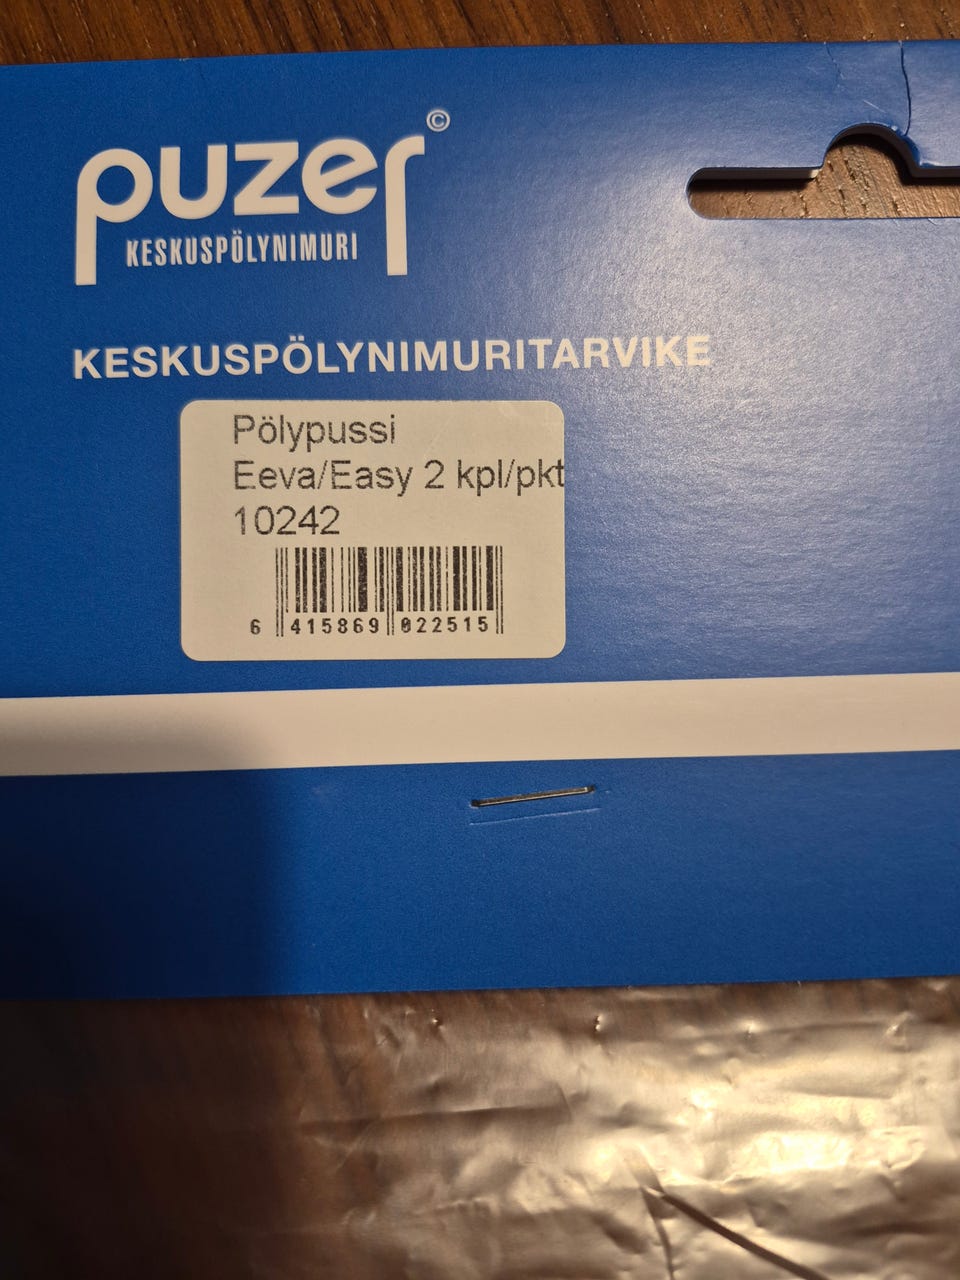 puzer©
KESKUSPÖLYNIMURI
KESKUSPÖLYNIMURITARVIKE
Pölypussi
Eeva/Easy 2 kpl/pkt
10242
6 415869 022515